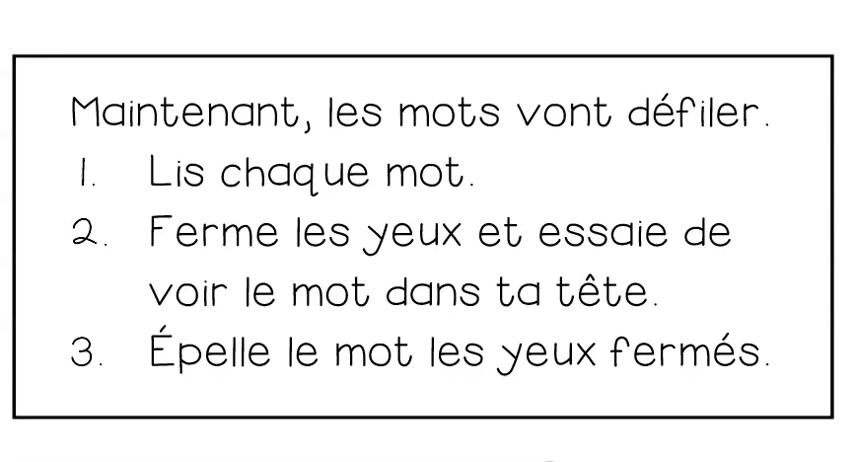 Maintenant, les mots vont défiler.
1. Lis chaque mot.
2. Ferme les yeux et essaie de
voir le mot dans ta tête.
3. Épelle le mot les yeux fermés.